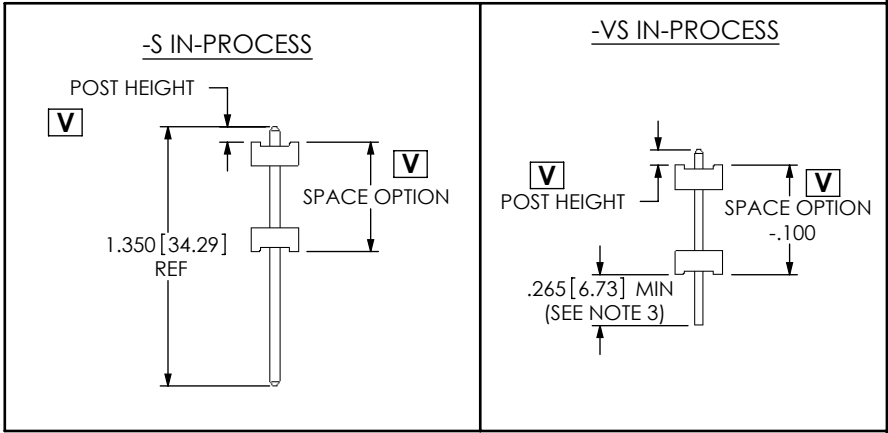 -S IN-PROCESS
POST HEIGHT
V
V
SPACE OPTION
1.350 [34.29]
REF
-VS IN-PROCESS
V
POST HEIGHT
V
SPACE OPTION
-.100
.265 [6.73] MIN
(SEE NOTE 3)